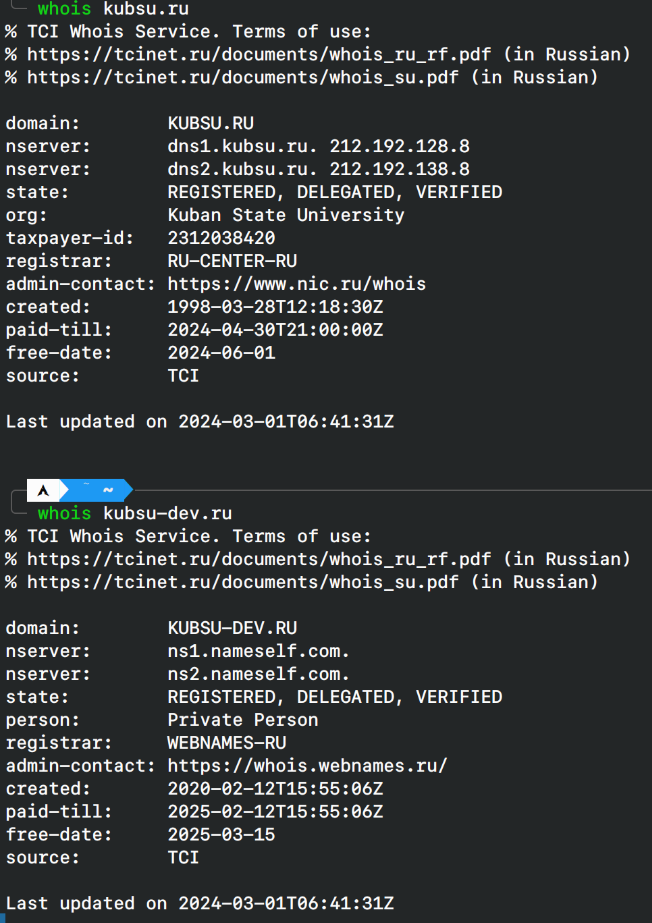 whois kubsu.ru
% TCI Whois Service. Terms of use:
% https://tcinet.ru/documents/whois_ru_rf.pdf (in Russian)
% https://tcinet.ru/documents/whois_su.pdf (in Russian)
domain: KUBSU.RU
nserver: dns1.kubsu.ru. 212.192.128.8
nserver: dns2.kubsu.ru. 212.192.138.8
state: REGISTERED, DELEGATED, VERIFIED
org: Kuban State University
taxpayer-id: 2312038420
registrar: RU-CENTER-RU
admin-contact: https://www.nic.ru/whois
created: 1998-03-28T12:18:30Z
paid-till: 2024-04-30T21:00:00Z
free-date: 2024-06-01
source: TCI
Last updated on 2024-03-01T06:41:31Z
~
whois kubsu-dev.ru
% TCI Whois Service. Terms of use:
% https://tcinet.ru/documents/whois_ru_rf.pdf (in Russian)
% https://tcinet.ru/documents/whois_su.pdf (in Russian)
domain: KUBSU-DEV.RU
nserver: ns1.nameself.com.
nserver: ns2.nameself.com.
state: REGISTERED, DELEGATED, VERIFIED
person: Private Person
registrar: WEBNAMES-RU
admin-contact: https://whois.webnames.ru/
created: 2020-02-12T15:55:06Z
paid-till: 2025-02-12T15:55:06Z
free-date: 2025-03-15
source: TCI
Last updated on 2024-03-01T06:41:31Z